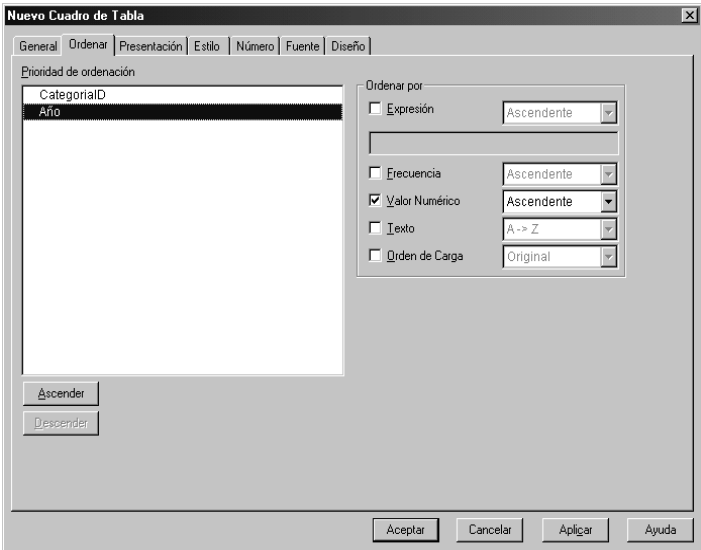 Nuevo Cuadro de Tabla
General Ordenar Presentación Estilo Número Fuente Diseño
Prioridad de ordenación
CategoriaID
Año
Ordenar por
Expresión Ascendente
Frecuencia Ascendente
Valor Numérico Ascendente
Texto A -> Z
Orden de Carga Original
Ascender
Descender
Aceptar Cancelar Aplicar Ayuda